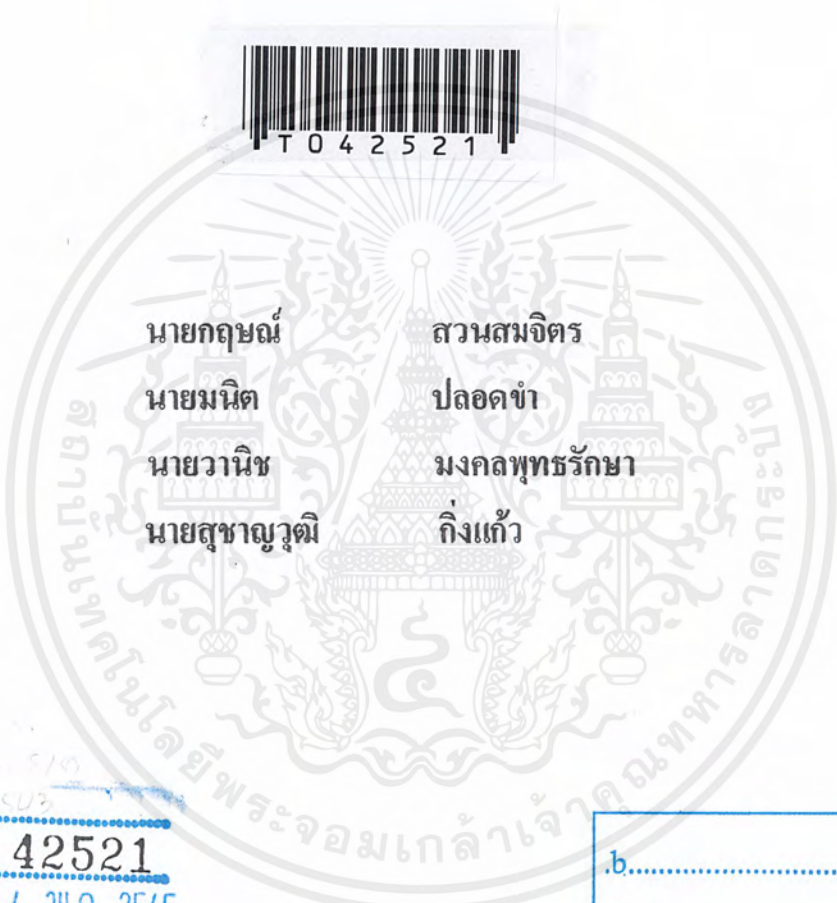 T042521
นายกฤษณ์ สวนสมจิตร
นายมนิต ปลอดขำ
นายวานิช มงคลพุทธรักษา
นายสุชาญวุฒิ กิ่งแก้ว
สถาบันเทคโนโลยีพระจอมเกล้าเจ้าคุณทหารลาดกระบัง
42521
.b